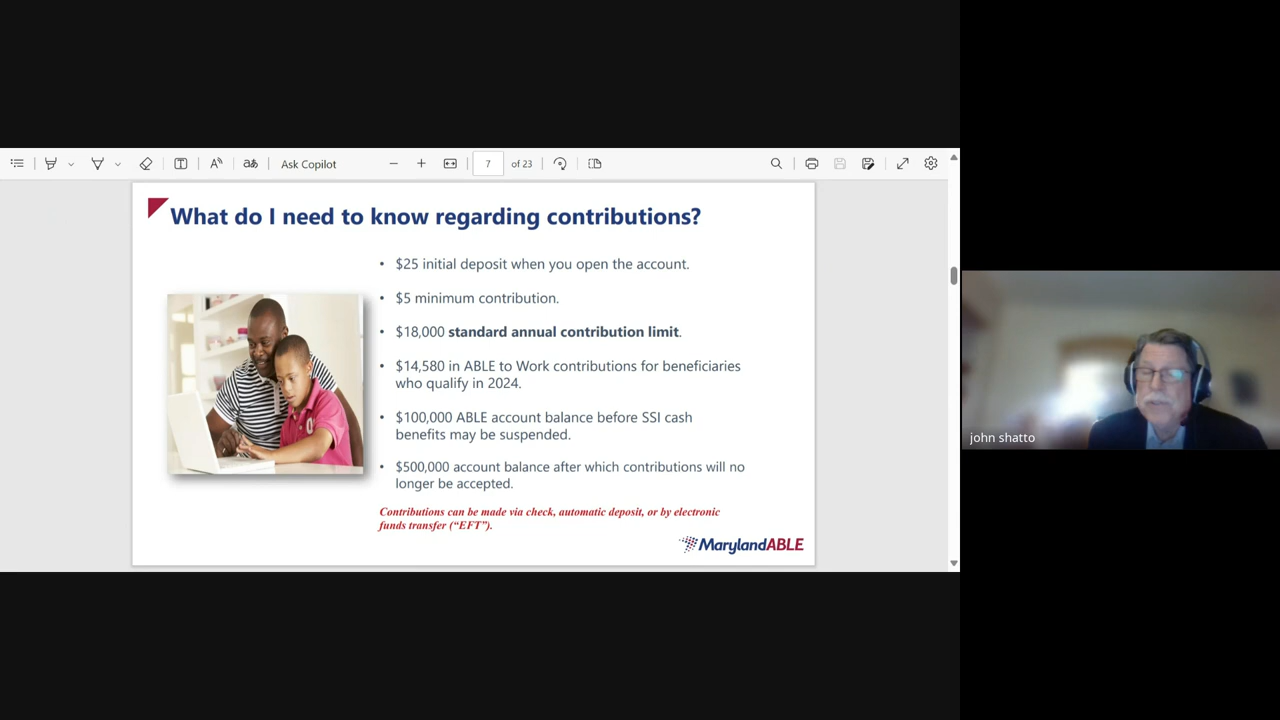 Ask Copilot
7
of 23
What do I need to know regarding contributions?
• $25 initial deposit when you open the account.
• $5 minimum contribution.
• $18,000 standard annual contribution limit.
• $14,580 in ABLE to Work contributions for beneficiaries
who qualify in 2024.
• $100,000 ABLE account balance before SSI cash
benefits may be suspended.
• $500,000 account balance after which contributions will no
longer be accepted.
Contributions can be made via check, automatic deposit, or by electronic
funds transfer (“EFT”).
MarylandABLE
john shatto